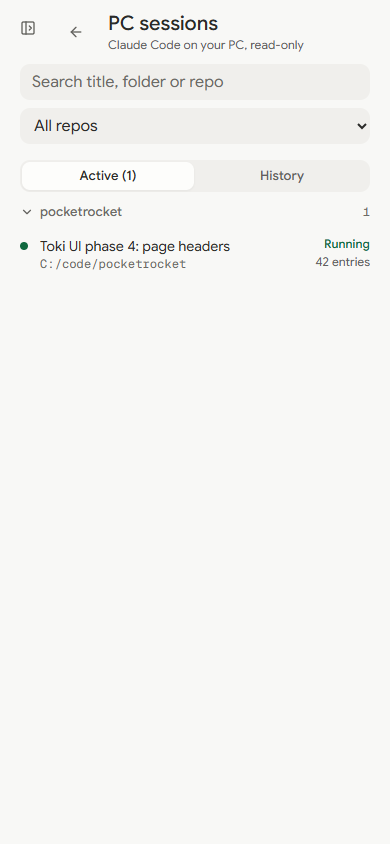 PC sessions
Claude Code on your PC, read-only
Search title, folder or repo
All repos
Active (1)
History
pocketrocket
1
Toki UI phase 4: page headers
Running
C:/code/pocketrocket
42 entries